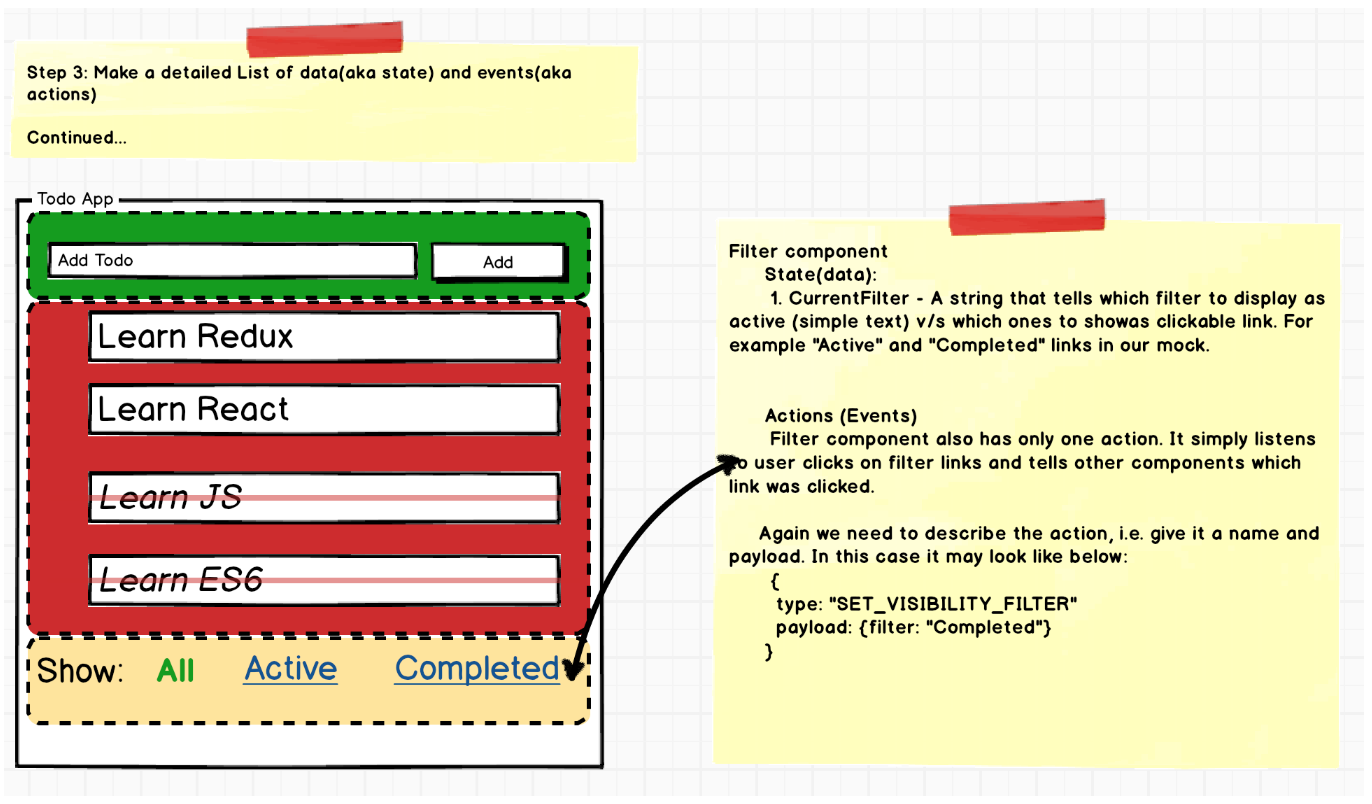 Step 3: Make a detailed List of data(aka state) and events(aka
actions)
Continued...
Todo App
Add Todo
Add
Learn Redux
Learn React
Learn JS
Learn ES6
Show: All Active Completed
Filter component
State(data):
1. CurrentFilter - A string that tells which filter to display as
active (simple text) v/s which ones to showas clickable link. For
example "Active" and "Completed" links in our mock.
Actions (Events)
Filter component also has only one action. It simply listens
to user clicks on filter links and tells other components which
link was clicked.
Again we need to describe the action, i.e. give it a name and
payload. In this case it may look like below:
{
type: "SET_VISIBILITY_FILTER"
payload: {filter: "Completed"}
}